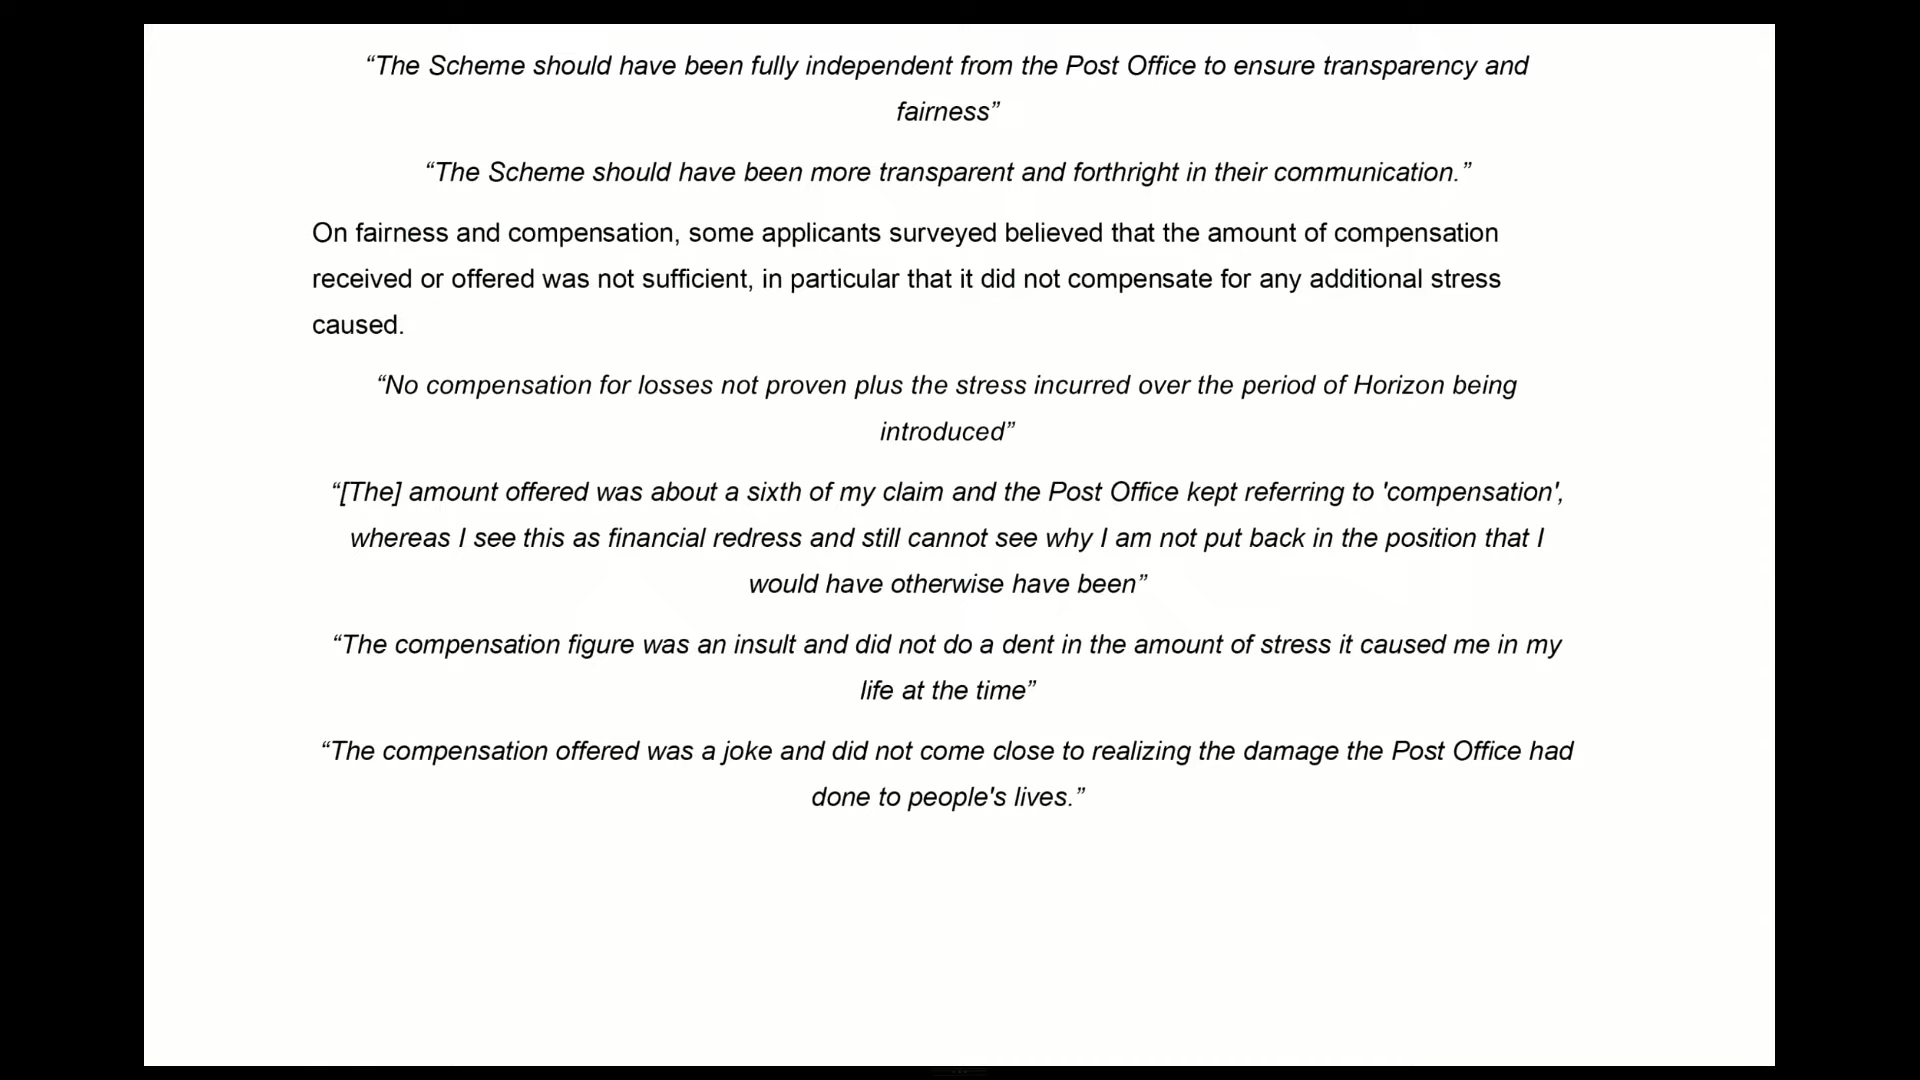 “The Scheme should have been fully independent from the Post Office to ensure transparency and
fairness”
“The Scheme should have been more transparent and forthright in their communication.”
On fairness and compensation, some applicants surveyed believed that the amount of compensation
received or offered was not sufficient, in particular that it did not compensate for any additional stress
caused.
“No compensation for losses not proven plus the stress incurred over the period of Horizon being
introduced”
“[The] amount offered was about a sixth of my claim and the Post Office kept referring to 'compensation',
whereas I see this as financial redress and still cannot see why I am not put back in the position that I
would have otherwise have been”
“The compensation figure was an insult and did not do a dent in the amount of stress it caused me in my
life at the time”
“The compensation offered was a joke and did not come close to realizing the damage the Post Office had
done to people's lives.”